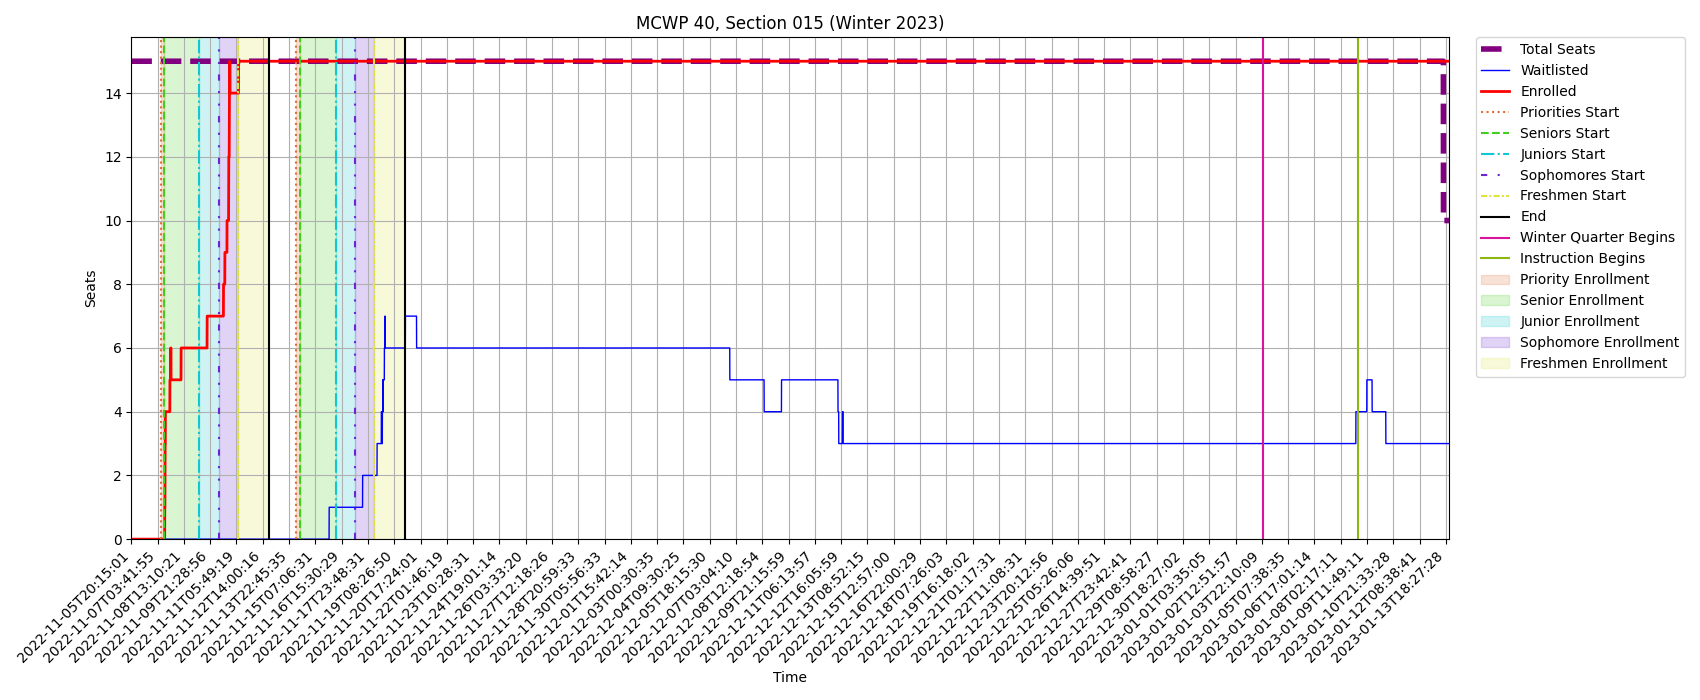 MCWP 40, Section 015 (Winter 2023)
Seats
14
12
10
8
6
4
2
0
2022-11-05T20:15:01
2022-11-07T03:41:55
2022-11-08T13:10:21
2022-11-09T21:28:56
2022-11-11T05:49:19
2022-11-12T14:00:16
2022-11-13T22:45:35
2022-11-15T07:06:31
2022-11-16T15:30:29
2022-11-17T23:48:31
2022-11-19T08:26:50
2022-11-20T17:24:01
2022-11-22T01:46:19
2022-11-23T10:28:31
2022-11-24T19:01:14
2022-11-26T03:33:20
2022-11-27T12:18:26
2022-11-28T20:59:33
2022-11-30T05:56:33
2022-12-01T15:42:14
2022-12-03T00:30:35
2022-12-04T09:30:25
2022-12-05T18:15:30
2022-12-07T03:04:10
2022-12-08T12:18:54
2022-12-09T21:15:59
2022-12-11T06:13:57
2022-12-12T16:05:59
2022-12-13T08:52:15
2022-12-15T12:57:00
2022-12-16T22:00:29
2022-12-18T07:26:03
2022-12-19T16:18:02
2022-12-21T01:17:31
2022-12-22T11:08:31
2022-12-23T20:12:56
2022-12-25T05:26:06
2022-12-26T14:39:51
2022-12-27T23:42:41
2022-12-29T08:58:27
2022-12-30T18:27:02
2023-01-01T03:35:05
2023-01-02T12:51:57
2023-01-03T22:10:09
2023-01-05T07:38:35
2023-01-06T17:01:14
2023-01-08T02:17:11
2023-01-09T11:49:11
2023-01-10T21:33:28
2023-01-12T08:38:41
2023-01-13T18:27:28
Time
Total Seats
Waitlisted
Enrolled
Priorities Start
Seniors Start
Juniors Start
Sophomores Start
Freshmen Start
End
Winter Quarter Begins
Instruction Begins
Priority Enrollment
Senior Enrollment
Junior Enrollment
Sophomore Enrollment
Freshmen Enrollment